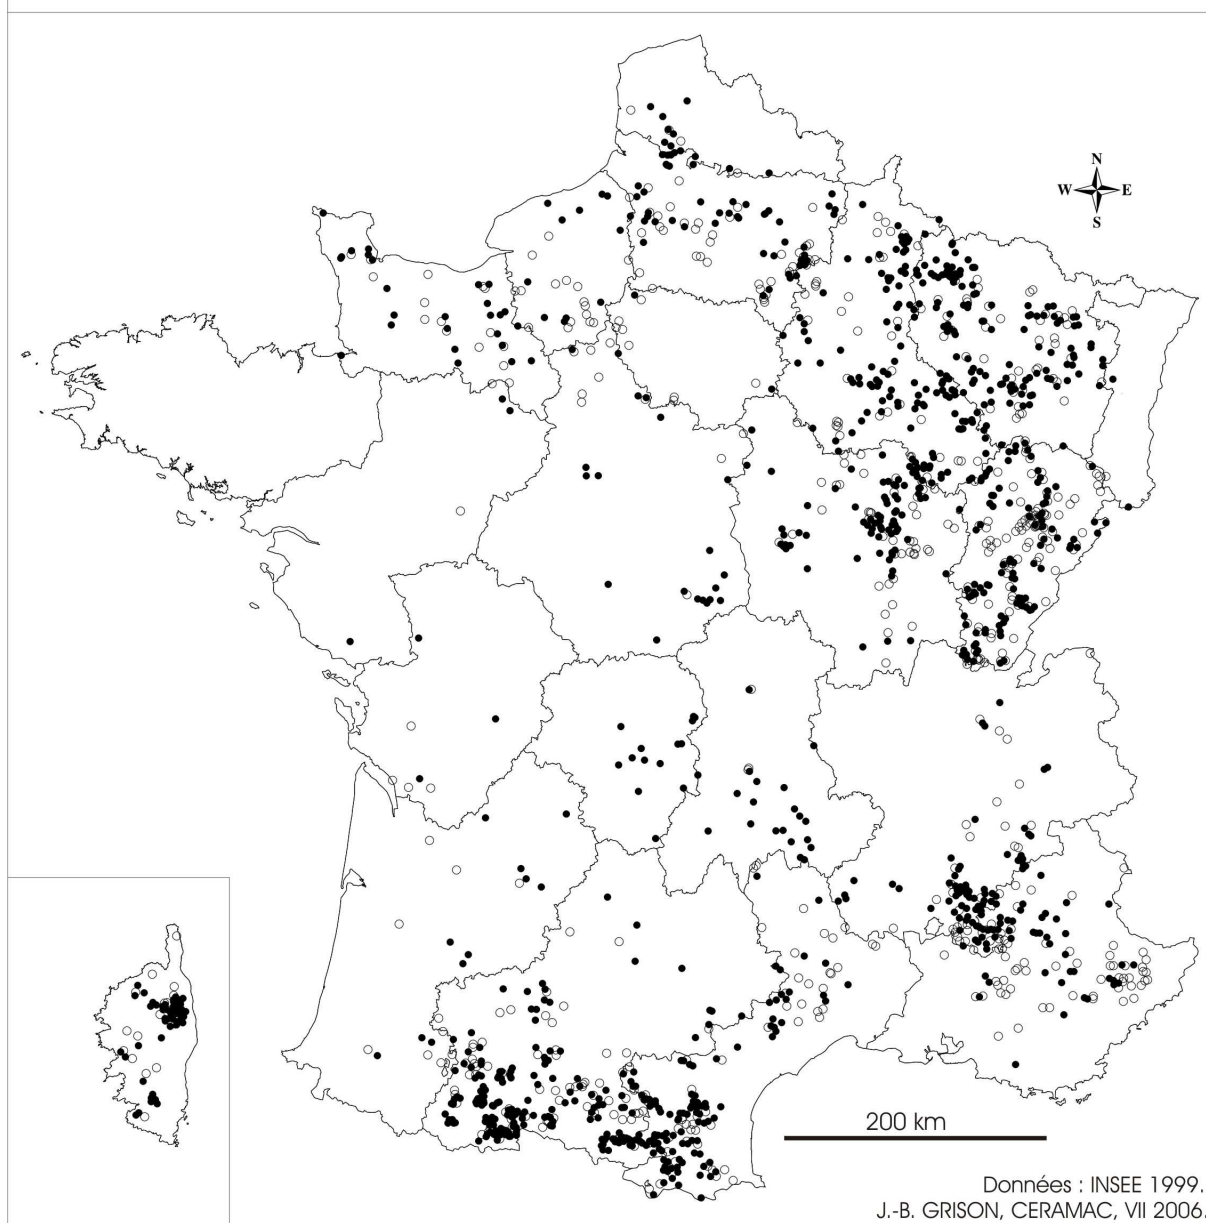 N
W E
S
200 km
Données : INSEE 1999.
J.-B. GRISON, CERAMAC, VII 2006.